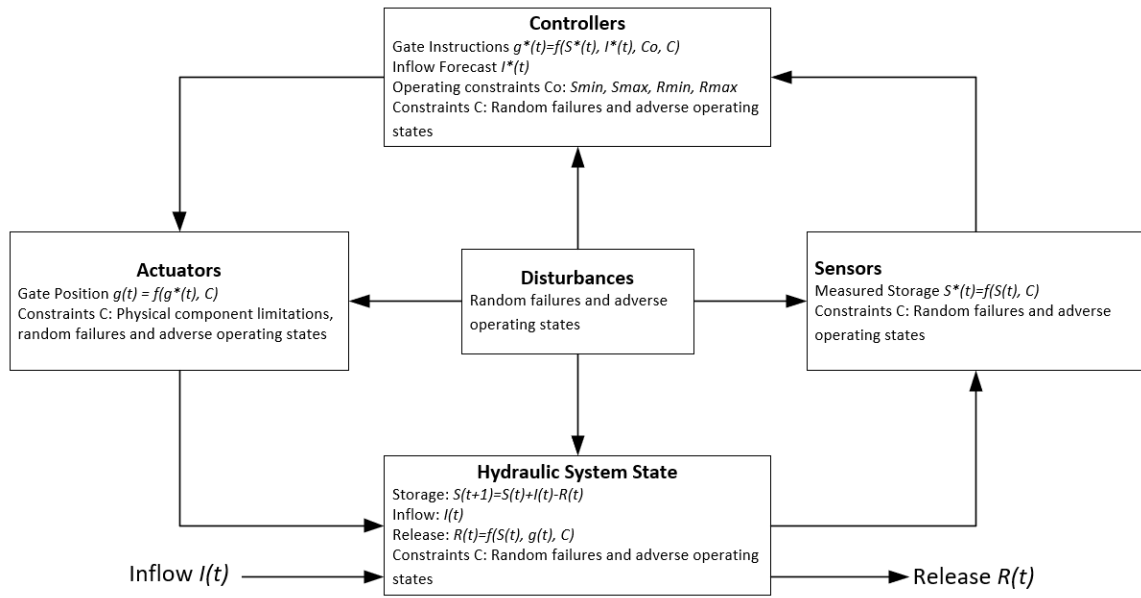 Controllers
Gate Instructions g*(t)=f(S*(t), I*(t), Co, C)
Inflow Forecast I*(t)
Operating constraints Co: Smin, Smax, Rmin, Rmax
Constraints C: Random failures and adverse operating
states
Actuators
Gate Position g(t) = f(g*(t), C)
Constraints C: Physical component limitations,
random failures and adverse operating states
Disturbances
Random failures and adverse
operating states
Sensors
Measured Storage S*(t)=f(S(t), C)
Constraints C: Random failures and adverse
operating states
Hydraulic System State
Storage: S(t+1)=S(t)+I(t)-R(t)
Inflow: I(t)
Release: R(t)=f(S(t), g(t), C)
Constraints C: Random failures and adverse operating
states
Inflow I(t)
Release R(t)